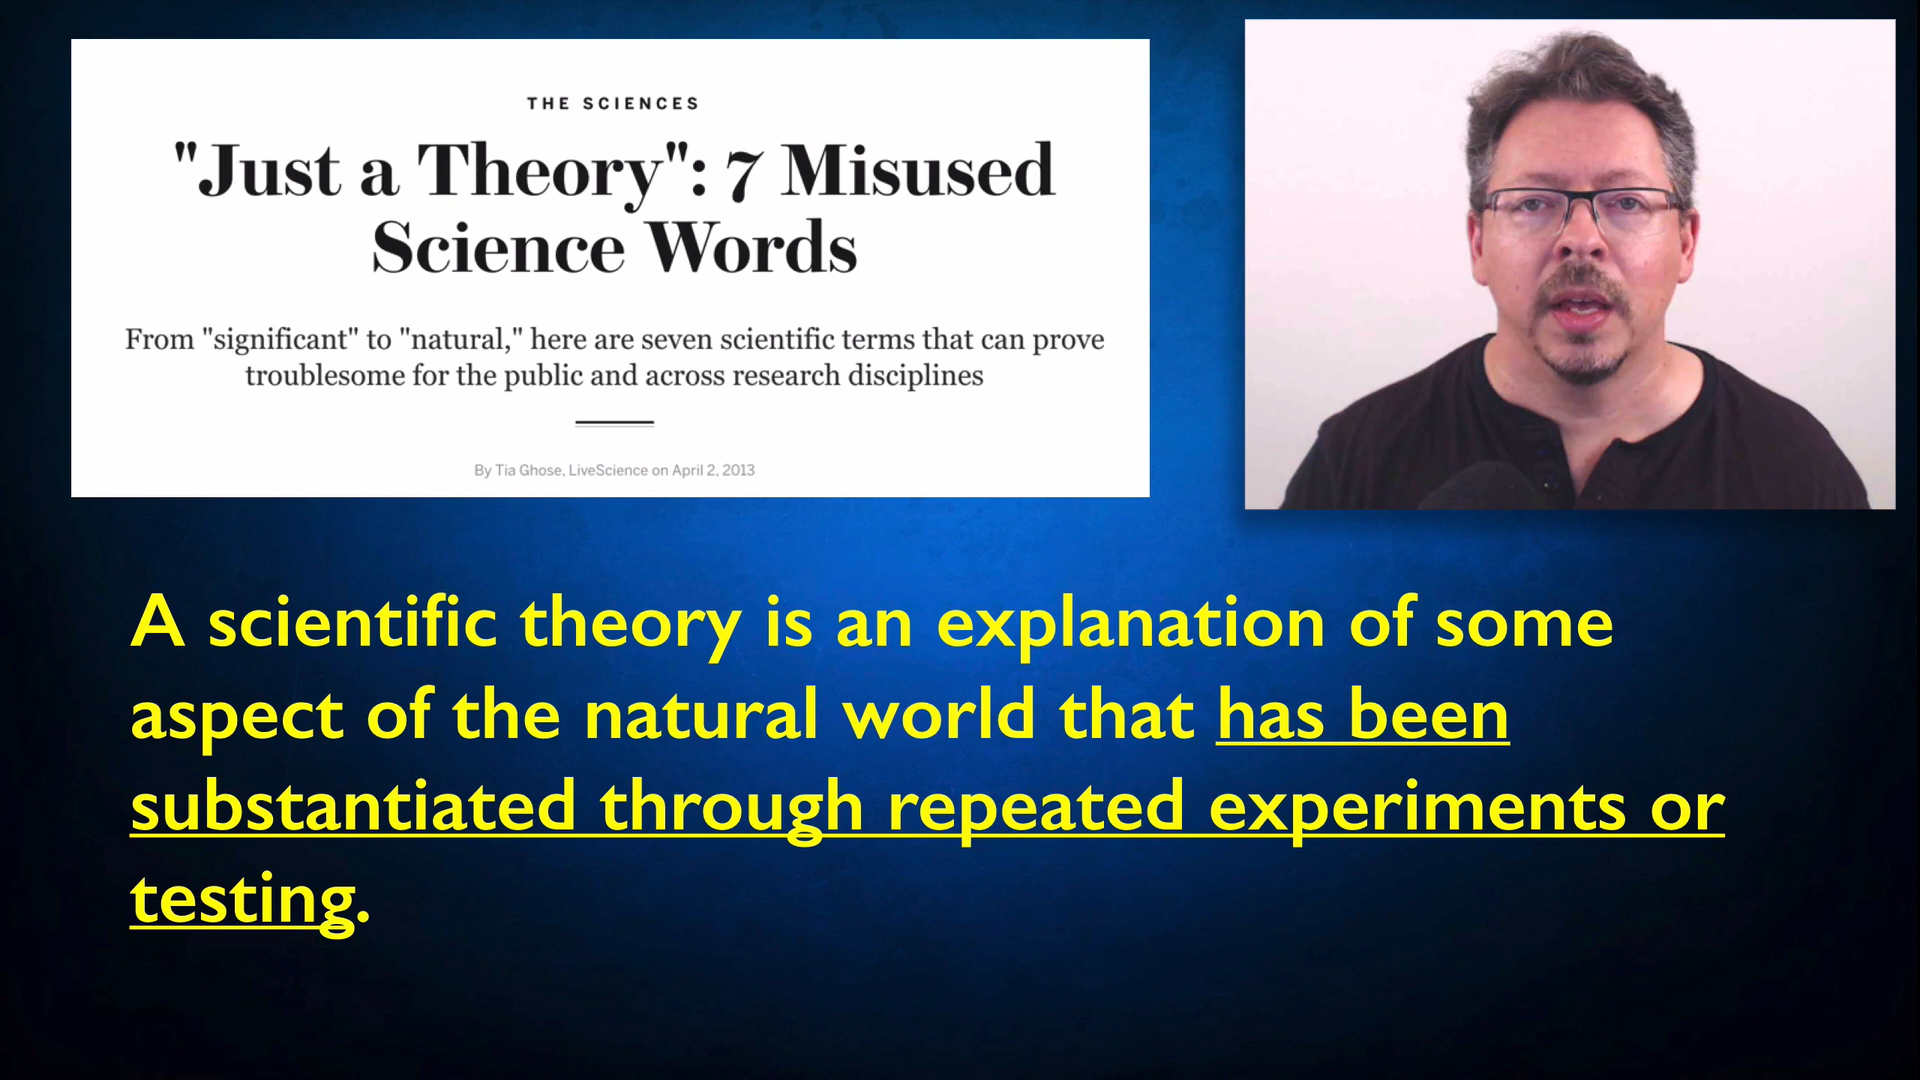 THE SCIENCES
"Just a Theory": 7 Misused
Science Words
From "significant" to "natural," here are seven scientific terms that can prove
troublesome for the public and across research disciplines
By Tia Ghose, LiveScience on April 2, 2013
A scientific theory is an explanation of some
aspect of the natural world that has been
substantiated through repeated experiments or
testing.